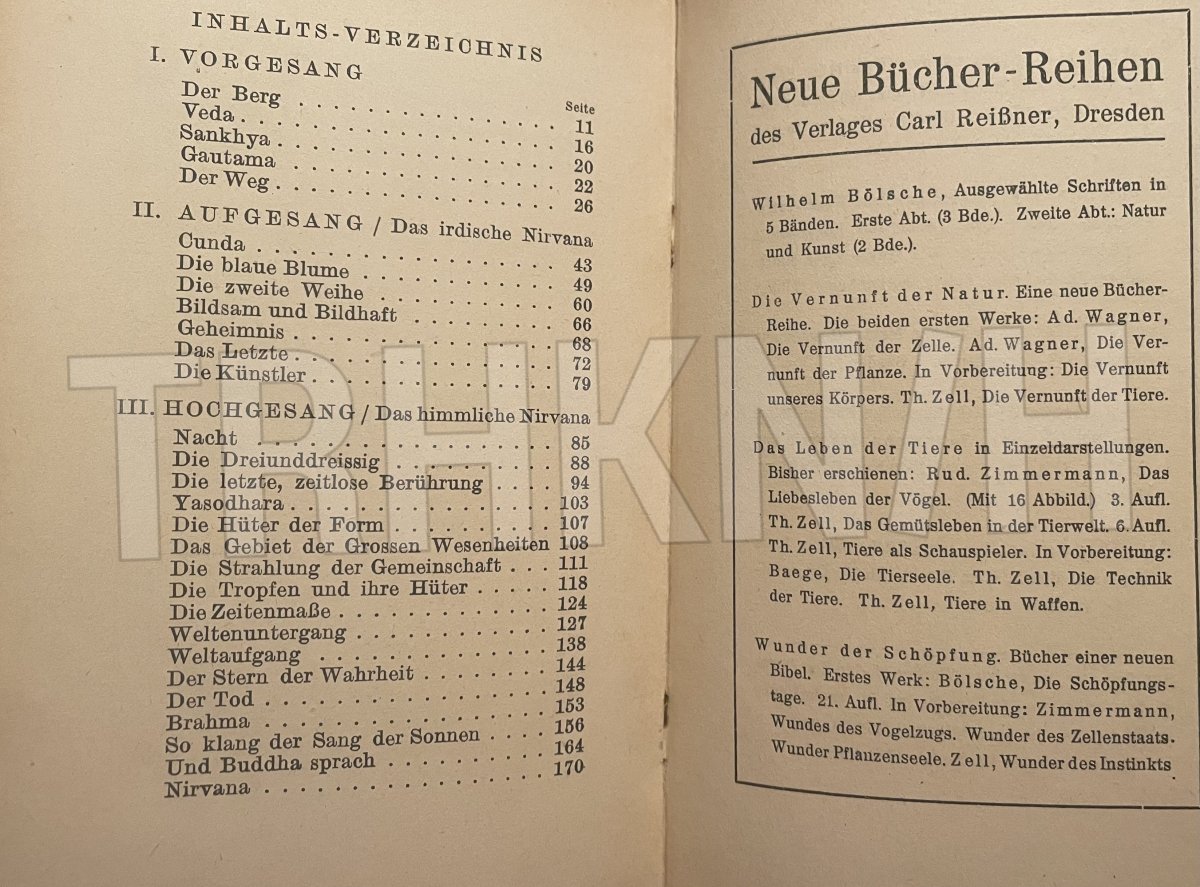 INHALTS-VERZEICHNIS
I. VORGESANG
Seite
Der Berg . . . . . . . . . . . . . . . 11
Veda . . . . . . . . . . . . . . . . . 16
Sankhya . . . . . . . . . . . . . . . 20
Gautama . . . . . . . . . . . . . . . 22
Der Weg . . . . . . . . . . . . . . . 26
II. AUFGESANG / Das irdische Nirvana
Cunda . . . . . . . . . . . . . . . . 43
Die blaue Blume . . . . . . . . . . . 49
Die zweite Weihe . . . . . . . . . . 60
Bildsam und Bildhaft . . . . . . . . 66
Geheimnis . . . . . . . . . . . . . . 68
Das Letzte . . . . . . . . . . . . . . 72
Die Künstler . . . . . . . . . . . . . 79
III. HOCHGESANG / Das himmliche Nirvana
Nacht . . . . . . . . . . . . . . . . 85
Die Dreiunddreissig . . . . . . . . . 88
Die letzte, zeitlose Berührung . . . . 94
Yasodhara . . . . . . . . . . . . . . 103
Die Hüter der Form . . . . . . . . . 107
Das Gebiet der Grossen Wesenheiten 108
Die Strahlung der Gemeinschaft . . . 111
Die Tropfen und ihre Hüter . . . . . 118
Die Zeitenmaße . . . . . . . . . . . . 124
Weltenuntergang . . . . . . . . . . . 127
Weltaufgang . . . . . . . . . . . . . 138
Der Stern der Wahrheit . . . . . . . 144
Der Tod . . . . . . . . . . . . . . . 148
Brahma . . . . . . . . . . . . . . . 153
So klang der Sang der Sonnen . . . . 156
Und Buddha sprach . . . . . . . . . 164
Nirvana . . . . . . . . . . . . . . . 170
Neue Bücher-Reihen
des Verlages Carl Reißner, Dresden
Wilhelm Bölsche, Ausgewählte Schriften in
5 Bänden. Erste Abt. (3 Bde.). Zweite Abt.: Natur
und Kunst (2 Bde.).
Die Vernunft der Natur. Eine neue Bücher-
Reihe. Die beiden ersten Werke: Ad. Wagner,
Die Vernunft der Zelle. Ad. Wagner, Die Ver-
nunft der Pflanze. In Vorbereitung: Die Vernunft
unseres Körpers. Th. Zell, Die Vernunft der Tiere.
Das Leben der Tiere in Einzeldarstellungen.
Bisher erschienen: Rud. Zimmermann, Das
Liebesleben der Vögel. (Mit 16 Abbild.) 3. Aufl.
Th. Zell, Das Gemütsleben in der Tierwelt. 6. Aufl.
Th. Zell, Tiere als Schauspieler. In Vorbereitung:
Baege, Die Tierseele. Th. Zell, Die Technik
der Tiere. Th. Zell, Tiere in Waffen.
Wunder der Schöpfung. Bücher einer neuen
Bibel. Erstes Werk: Bölsche, Die Schöpfungs-
tage. 21. Aufl. In Vorbereitung: Zimmermann,
Wundes des Vogelzugs. Wunder des Zellenstaats.
Wunder Pflanzenseele. Zell, Wunder des Instinkts
TRHKNVH